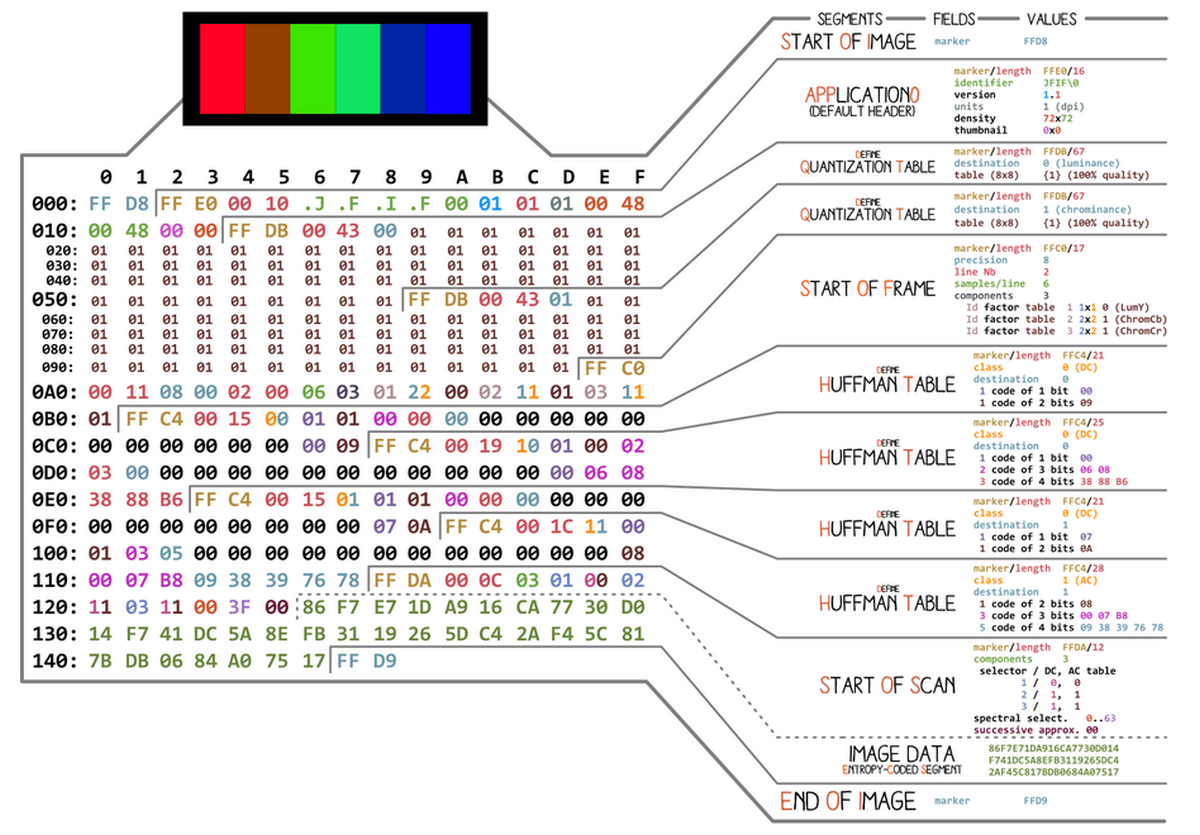 0 1 2 3 4 5 6 7 8 9 A B C D E F
000: FF D8 FF E0 00 10 .J .F .I .F 00 01 01 01 00 48
010: 00 48 00 00 FF DB 00 43 00 01 01 01 01 01 01 01
020: 01 01 01 01 01 01 01 01 01 01 01 01 01 01 01 01
030: 01 01 01 01 01 01 01 01 01 01 01 01 01 01 01 01
040: 01 01 01 01 01 01 01 01 01 01 01 01 01 01 01 01
050: 01 01 01 01 01 01 01 01 01 FF DB 00 43 01 01 01
060: 01 01 01 01 01 01 01 01 01 01 01 01 01 01 01 01
070: 01 01 01 01 01 01 01 01 01 01 01 01 01 01 01 01
080: 01 01 01 01 01 01 01 01 01 01 01 01 01 01 01 01
090: 01 01 01 01 01 01 01 01 01 01 01 01 01 01 FF C0
0A0: 00 11 08 00 02 00 06 03 01 22 00 02 11 01 03 11
0B0: 01 FF C4 00 15 00 01 01 00 00 00 00 00 00 00 00
0C0: 00 00 00 00 00 00 00 09 FF C4 00 19 10 01 00 02
0D0: 03 00 00 00 00 00 00 00 00 00 00 00 00 00 06 08
0E0: 38 88 B6 FF C4 00 15 01 01 01 00 00 00 00 00 00
0F0: 00 00 00 00 00 00 00 00 07 0A FF C4 00 1C 11 00
100: 01 03 05 00 00 00 00 00 00 00 00 00 00 00 00 08
110: 00 07 B8 09 38 39 76 78 FF DA 00 0C 03 01 00 02
120: 11 03 11 00 3F 00 86 F7 E7 1D A9 16 CA 77 30 D0
130: 14 F7 41 DC 5A 8E FB 31 19 26 5D C4 2A F4 5C 81
140: 7B DB 06 84 A0 75 17 FF D9
SEGMENTS FIELDS VALUES
START OF IMAGE marker FFD8
APPLICATION0
(DEFAULT HEADER)
marker/length FFE0/16
identifier JFIF\0
version 1.1
units 1 (dpi)
density 72x72
thumbnail 0x0
DEFINE
QUANTIZATION TABLE
marker/length FFDB/67
destination 0 (luminance)
table (8x8) {1} (100% quality)
DEFINE
QUANTIZATION TABLE
marker/length FFDB/67
destination 1 (chrominance)
table (8x8) {1} (100% quality)
START OF FRAME
marker/length FFC0/17
precision 8
line Nb 2
samples/line 6
components 3
Id factor table 1 1x1 0 (LumY)
Id factor table 2 2x2 1 (ChromCb)
Id factor table 3 2x2 1 (ChromCr)
DEFINE
HUFFMAN TABLE
marker/length FFC4/21
class 0 (DC)
destination 0
1 code of 1 bit 00
1 code of 2 bits 09
DEFINE
HUFFMAN TABLE
marker/length FFC4/25
class 0 (DC)
destination 0
1 code of 1 bit 00
2 code of 3 bits 06 08
3 code of 4 bits 38 88 B6
DEFINE
HUFFMAN TABLE
marker/length FFC4/21
class 0 (DC)
destination 1
1 code of 1 bit 07
1 code of 2 bits 0A
DEFINE
HUFFMAN TABLE
marker/length FFC4/28
class 1 (AC)
destination 1
1 code of 2 bits 08
3 code of 3 bits 00 07 B8
5 code of 4 bits 09 38 39 76 78
START OF SCAN
marker/length FFDA/12
components 3
selector / DC, AC table
1 / 0, 0
2 / 1, 1
3 / 1, 1
spectral select. 0..63
successive approx. 00
IMAGE DATA
ENTROPY-CODED SEGMENT
86F7E71DA916CA7730D014
F741DC5A8EFB3119265DC4
2AF45C817BDB0684A07517
END OF IMAGE marker FFD9